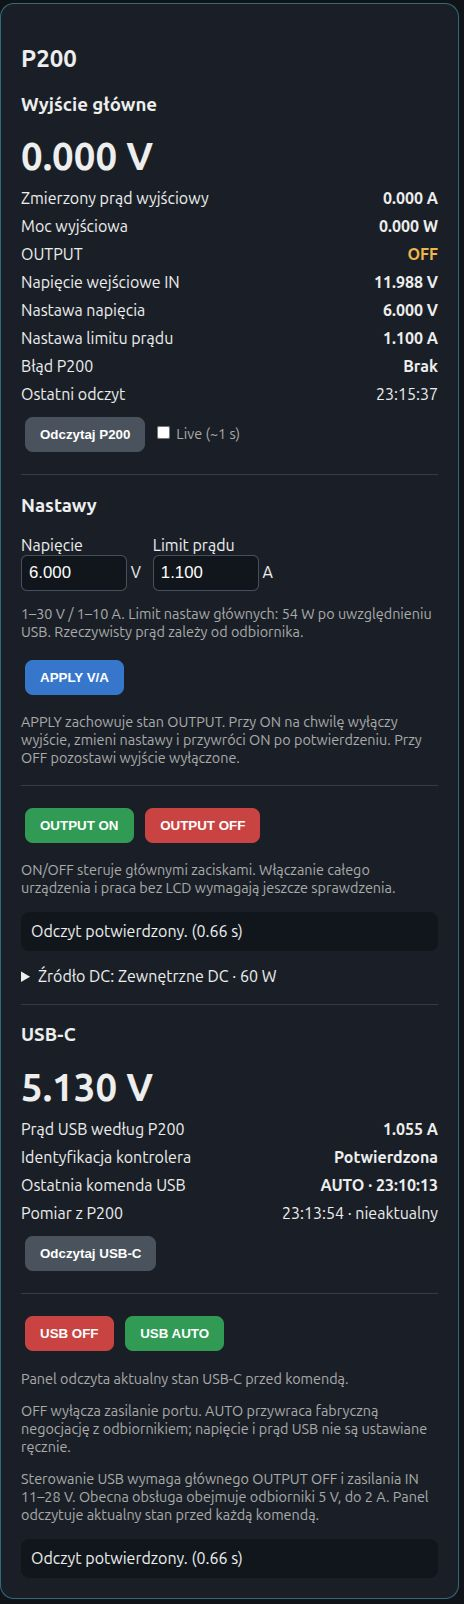 P200
Wyjście główne
0.000 V
Zmierzony prąd wyjściowy 0.000 A
Moc wyjściowa 0.000 W
OUTPUT OFF
Napięcie wejściowe IN 11.988 V
Nastawa napięcia 6.000 V
Nastawa limitu prądu 1.100 A
Błąd P200 Brak
Ostatni odczyt 23:15:37
Odczytaj P200 Live (~1 s)
Nastawy
Napięcie Limit prądu
6.000 V 1.100 A
1–30 V / 1–10 A. Limit nastaw głównych: 54 W po uwzględnieniu
USB. Rzeczywisty prąd zależy od odbiornika.
APPLY V/A
APPLY zachowuje stan OUTPUT. Przy ON na chwilę wyłączy
wyjście, zmieni nastawy i przywróci ON po potwierdzeniu. Przy
OFF pozostawi wyjście wyłączone.
OUTPUT ON OUTPUT OFF
ON/OFF steruje głównymi zaciskami. Włączanie całego
urządzenia i praca bez LCD wymagają jeszcze sprawdzenia.
Odczyt potwierdzony. (0.66 s)
▶ Źródło DC: Zewnętrzne DC · 60 W
USB-C
5.130 V
Prąd USB według P200 1.055 A
Identyfikacja kontrolera Potwierdzona
Ostatnia komenda USB AUTO · 23:10:13
Pomiar z P200 23:13:54 · nieaktualny
Odczytaj USB-C
USB OFF USB AUTO
Panel odczyta aktualny stan USB-C przed komendą.
OFF wyłącza zasilanie portu. AUTO przywraca fabryczną
negocjację z odbiornikiem; napięcie i prąd USB nie są ustawiane
ręcznie.
Sterowanie USB wymaga głównego OUTPUT OFF i zasilania IN
11–28 V. Obecna obsługa obejmuje odbiorniki 5 V, do 2 A. Panel
odczytuje aktualny stan przed każdą komendą.
Odczyt potwierdzony. (0.66 s)